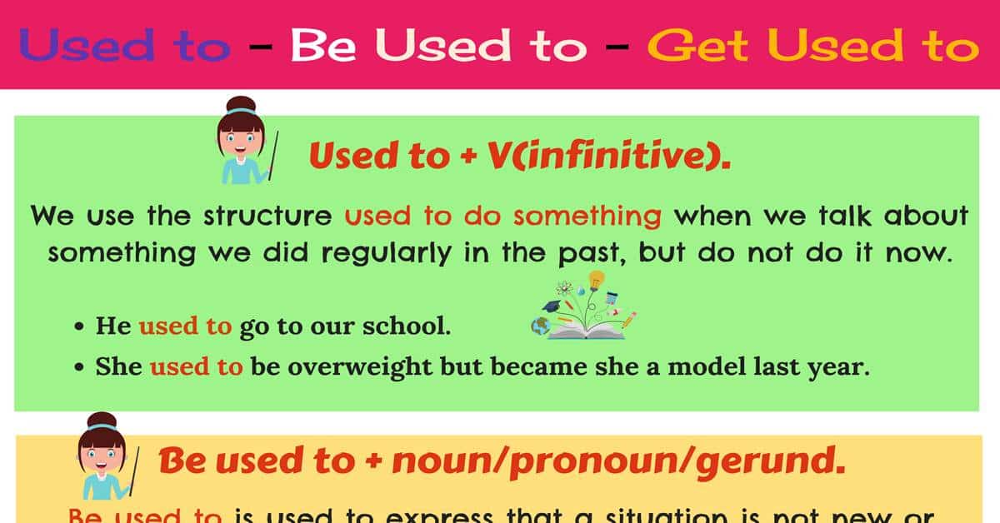 Used to - Be Used to - Get Used to
Used to + V(infinitive).
We use the structure used to do something when we talk about
something we did regularly in the past, but do not do it now.
• He used to go to our school.
• She used to be overweight but became she a model last year.
Be used to + noun/pronoun/gerund.
Be used to is used to express that a situation is not new or